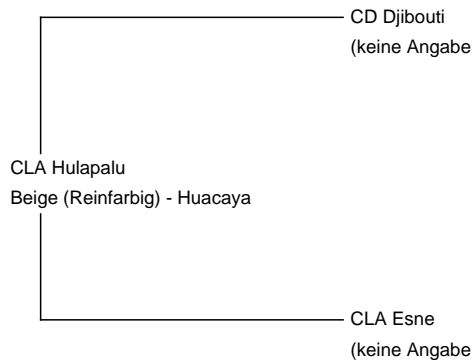 CD Djibouti
(keine Angabe
CLA Hulapalu
Beige (Reinfarbig) - Huacaya
CLA Esne
(keine Angabe